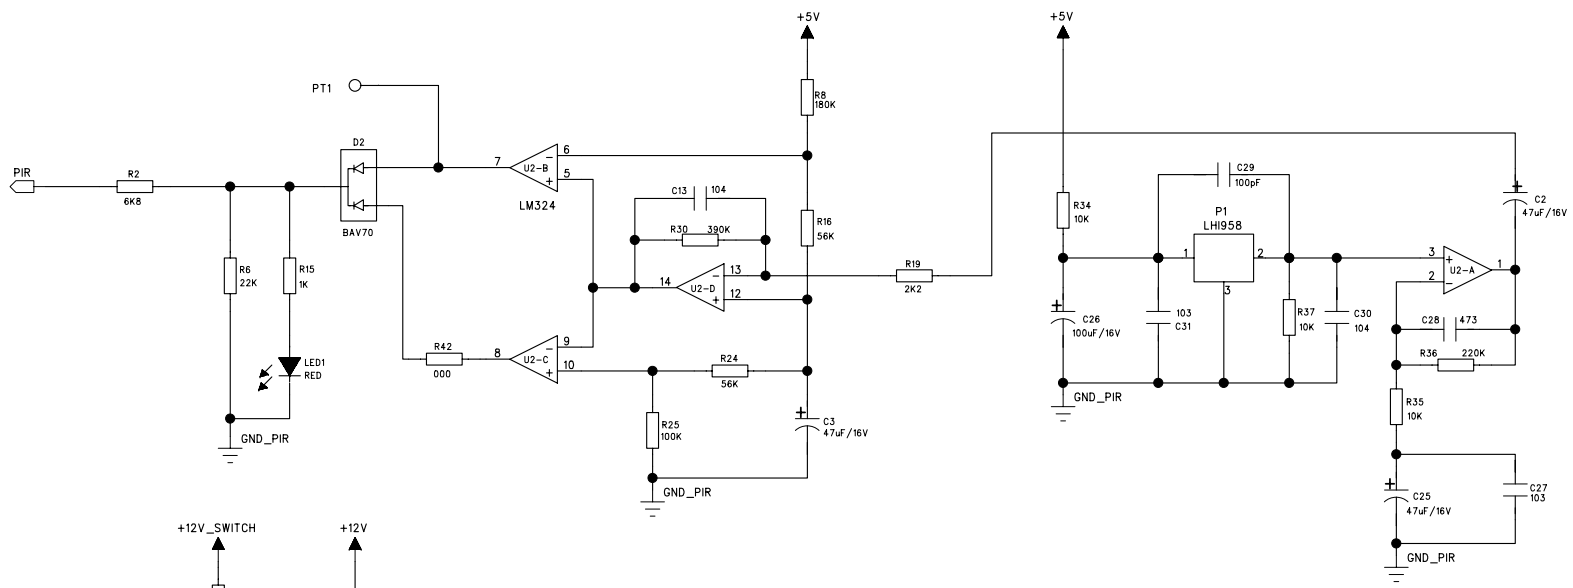 +5V
+5V
PT1
R8
180K
D2
PIR
R2
6K8
BAV70
7
U2-B
6
5
−
+
LM324
C13
104
R30
390K
R16
56K
C29
100pF
R34
10K
P1
LHI958
1
2
3
+
C2
47uF/16V
R6
22K
R15
1K
14
U2-D
13
12
−
+
R19
2K2
3
2
1
+
−
U2-A
+
C26
100uF/16V
103
C31
R37
10K
C30
104
C28
473
R36
220K
LED1
RED
R42
000
8
U2-C
9
10
−
+
R24
56K
R35
10K
R25
100K
+
C3
47uF/16V
GND_PIR
GND_PIR
GND_PIR
+
C25
47uF/16V
C27
103
GND_PIR
+12V_SWITCH
+12V